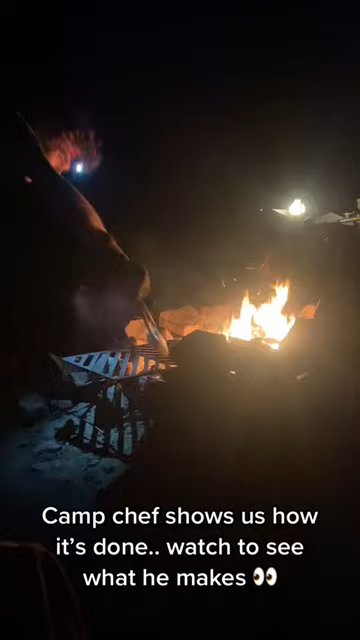 Camp chef shows us how
it’s done.. watch to see
what he makes 👀